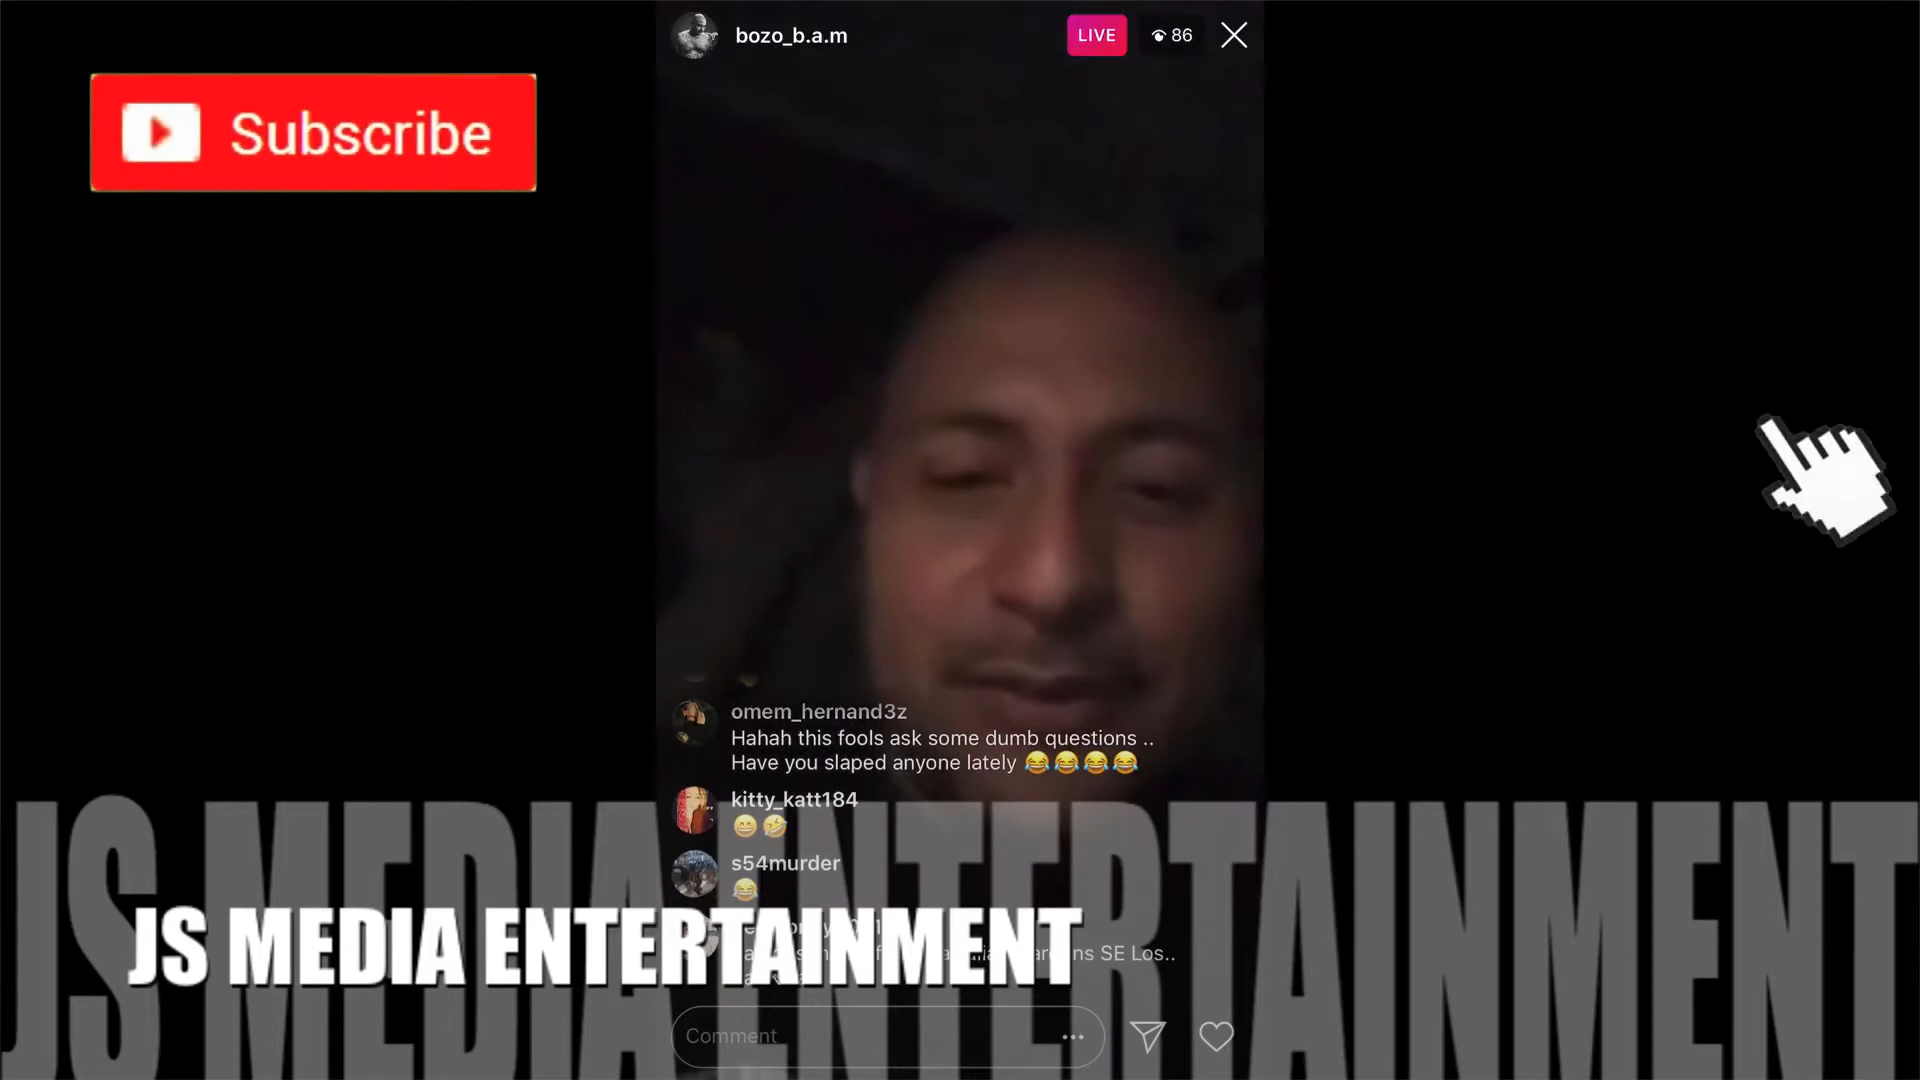 bozo_b.a.m
LIVE
86
Subscribe
omem_hernand3z
Hahah this fools ask some dumb questions ..
Have you slaped anyone lately 😂😂😂😂
kitty_katt184
😄🤣
s54murder
😂
SE Los..
JS MEDIA ENTERTAINMENT
JS MEDIA ENTERTAINMENT
Comment